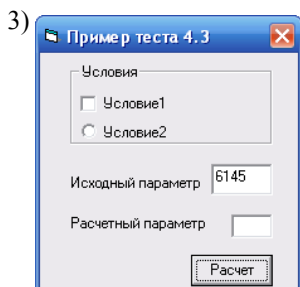 3)
Пример теста 4.3
Условия
Условие1
Условие2
Исходный параметр 6145
Расчетный параметр
Расчет